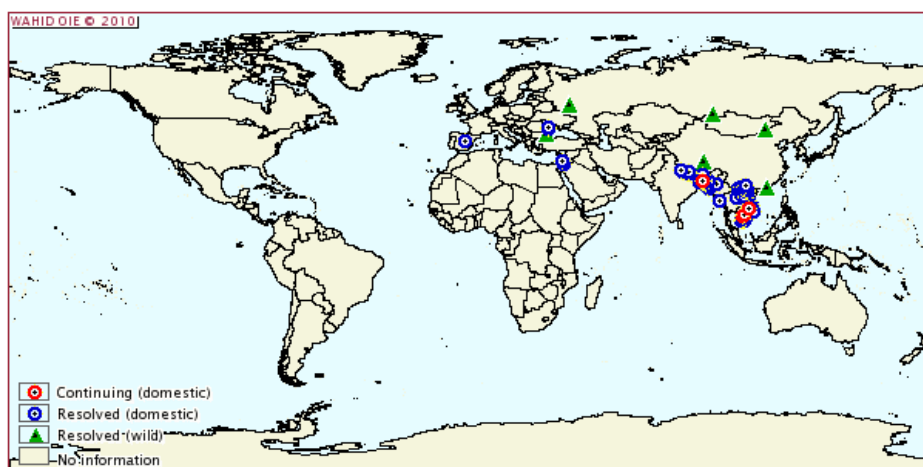 WAHID OIE © 2010
Continuing (domestic)
Resolved (domestic)
Resolved (wild)
No information